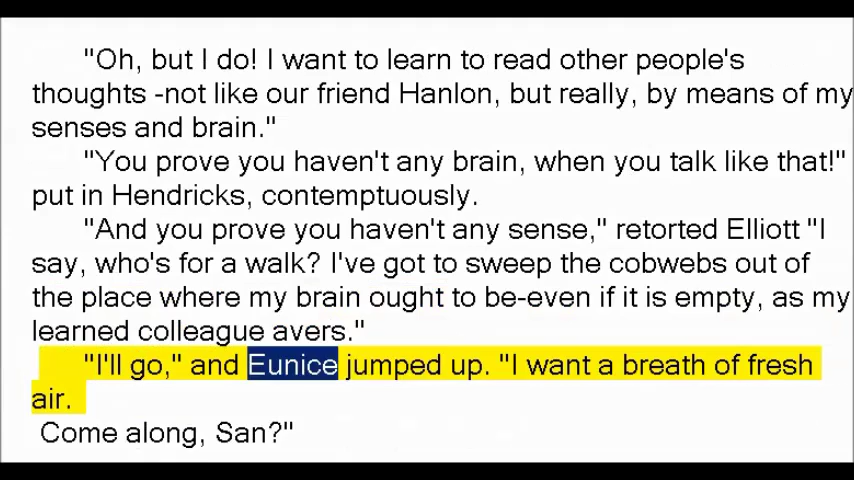 "Oh, but I do! I want to learn to read other people's
thoughts -not like our friend Hanlon, but really, by means of my
senses and brain."
"You prove you haven't any brain, when you talk like that!"
put in Hendricks, contemptuously.
"And you prove you haven't any sense," retorted Elliott "I
say, who's for a walk? I've got to sweep the cobwebs out of
the place where my brain ought to be-even if it is empty, as my
learned colleague avers."
"I'll go," and Eunice jumped up. "I want a breath of fresh
air.
Come along, San?"